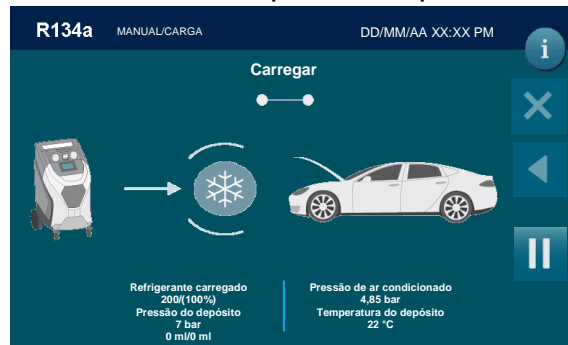 R134a MANUAL/CARGA DD/MM/AA XX:XX PM
i
Carregar
Refrigerante carregado
200/(100%)
Pressão do depósito
7 bar
0 ml/0 ml
Pressão de ar condicionado
4,85 bar
Temperatura do depósito
22 °C